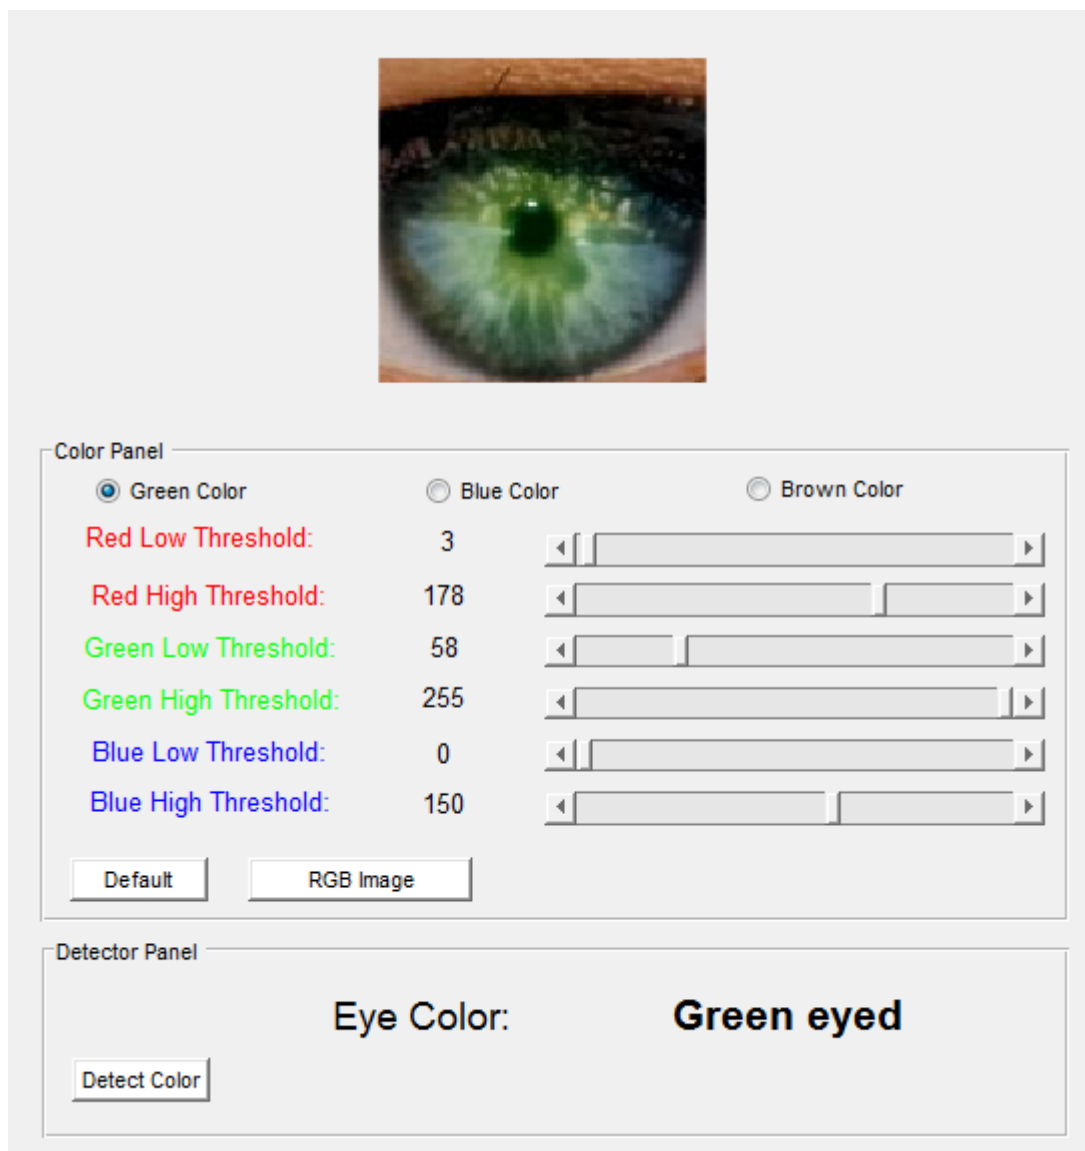 Color Panel
Green Color Blue Color Brown Color
Red Low Threshold: 3
Red High Threshold: 178
Green Low Threshold: 58
Green High Threshold: 255
Blue Low Threshold: 0
Blue High Threshold: 150
Default RGB Image
Detector Panel
Eye Color: Green eyed
Detect Color